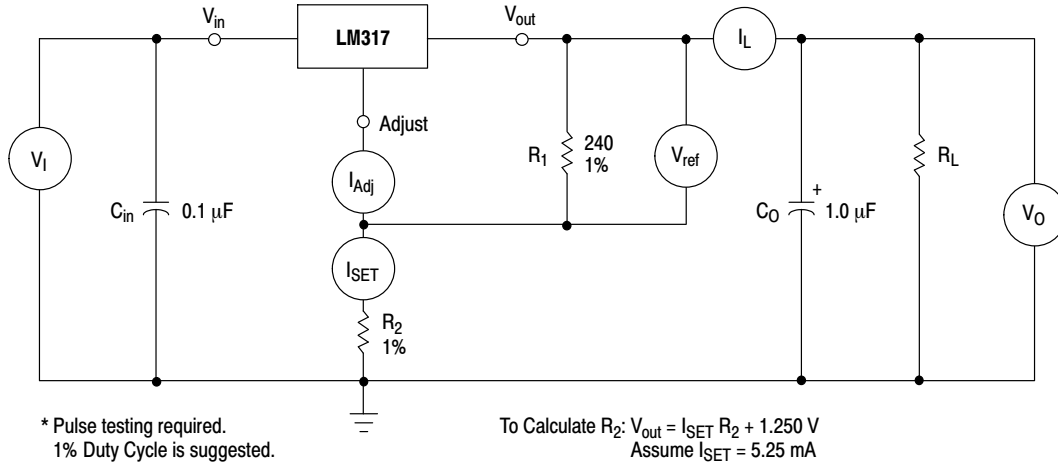 V_in
LM317
V_out
I_L
Adjust
V_I
C_in
0.1 μF
I_Adj
R_1
240
1%
V_ref
C_O
+
1.0 μF
R_L
V_O
I_SET
R_2
1%
* Pulse testing required.
1% Duty Cycle is suggested.
To Calculate R_2: V_out = I_SET R_2 + 1.250 V
Assume I_SET = 5.25 mA